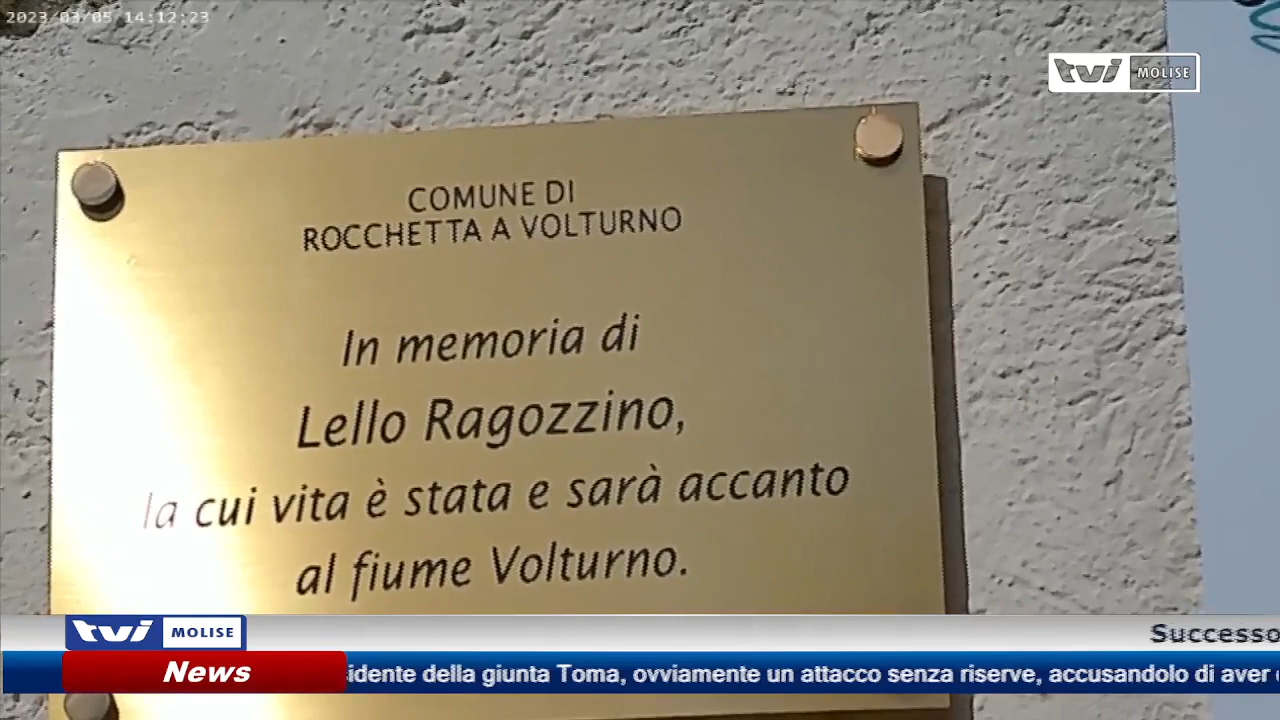 2023/03/05 14:12:23
tvi MOLISE
COMUNE DI
ROCCHETTA A VOLTURNO
In memoria di
Lello Ragozzino,
la cui vita è stata e sarà accanto
al fiume Volturno.
tvi MOLISE
Successo
News
sidente della giunta Toma, ovviamente un attacco senza riserve, accusandolo di aver